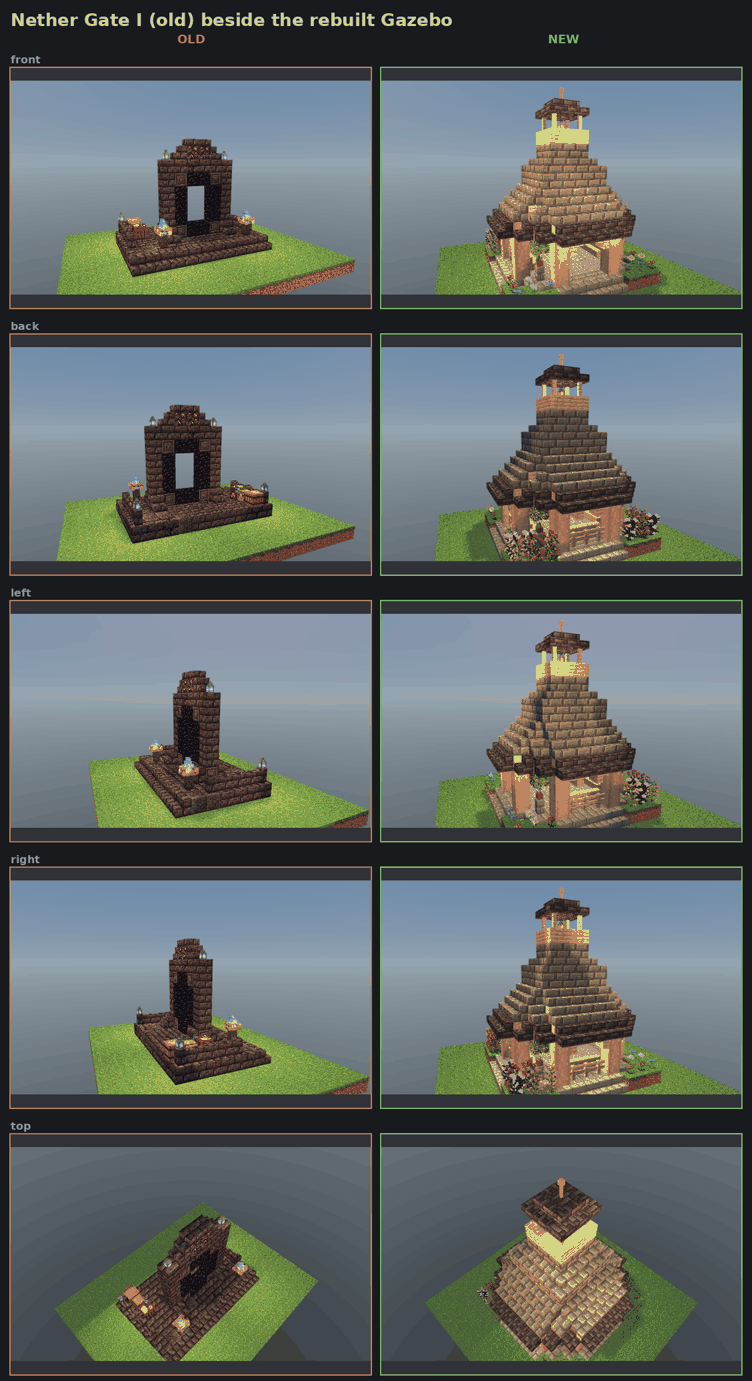 Nether Gate I (old) beside the rebuilt Gazebo
OLD NEW
front
back
left
right
top